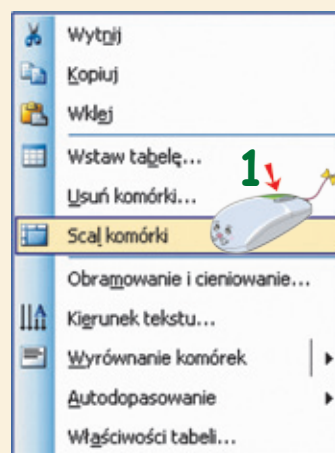 Wytnij
Kopiuj
Wklej
Wstaw tabelę...
1
Usuń komórki...
Scal komórki
Obramowanie i cieniowanie...
Kierunek tekstu...
Wyrównanie komórek
Autodopasowanie
Właściwości tabeli...